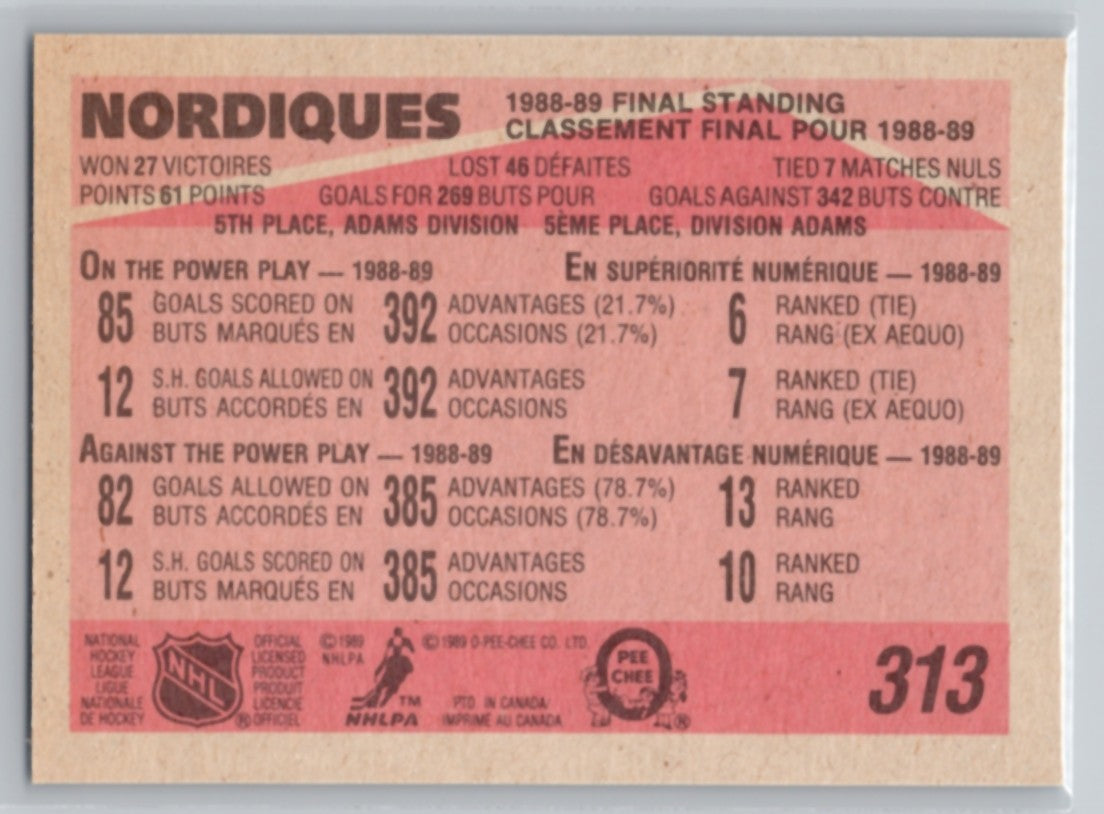 NORDIQUES
1988-89 FINAL STANDING
CLASSEMENT FINAL POUR 1988-89
WON 27 VICTOIRES LOST 46 DÉFAITES TIED 7 MATCHES NULS
POINTS 61 POINTS GOALS FOR 269 BUTS POUR GOALS AGAINST 342 BUTS CONTRE
5TH PLACE, ADAMS DIVISION 5ÈME PLACE, DIVISION ADAMS
ON THE POWER PLAY — 1988-89 EN SUPÉRIORITÉ NUMÉRIQUE — 1988-89
85 GOALS SCORED ON 392 ADVANTAGES (21.7%) 6 RANKED (TIE)
BUTS MARQUÉS EN OCCASIONS (21.7%) RANG (EX AEQUO)
12 S.H. GOALS ALLOWED ON 392 ADVANTAGES 7 RANKED (TIE)
BUTS ACCORDÉS EN OCCASIONS RANG (EX AEQUO)
AGAINST THE POWER PLAY — 1988-89 EN DÉSAVANTAGE NUMÉRIQUE — 1988-89
82 GOALS ALLOWED ON 385 ADVANTAGES (78.7%) 13 RANKED
BUTS ACCORDÉS EN OCCASIONS (78.7%) RANG
12 S.H. GOALS SCORED ON 385 ADVANTAGES 10 RANKED
BUTS MARQUÉS EN OCCASIONS RANG
NATIONAL
HOCKEY
LEAGUE
LIGUE
NATIONALE
DE HOCKEY
NHL
®
OFFICIAL
LICENSED
PRODUCT
PRODUIT
LICENCIÉ
OFFICIEL
© 1989
NHLPA
TM
NHLPA
© 1989 O-PEE-CHEE CO. LTD.
PTD. IN CANADA/
IMPRIMÉ AU CANADA
O
PEE
CHEE
®
313